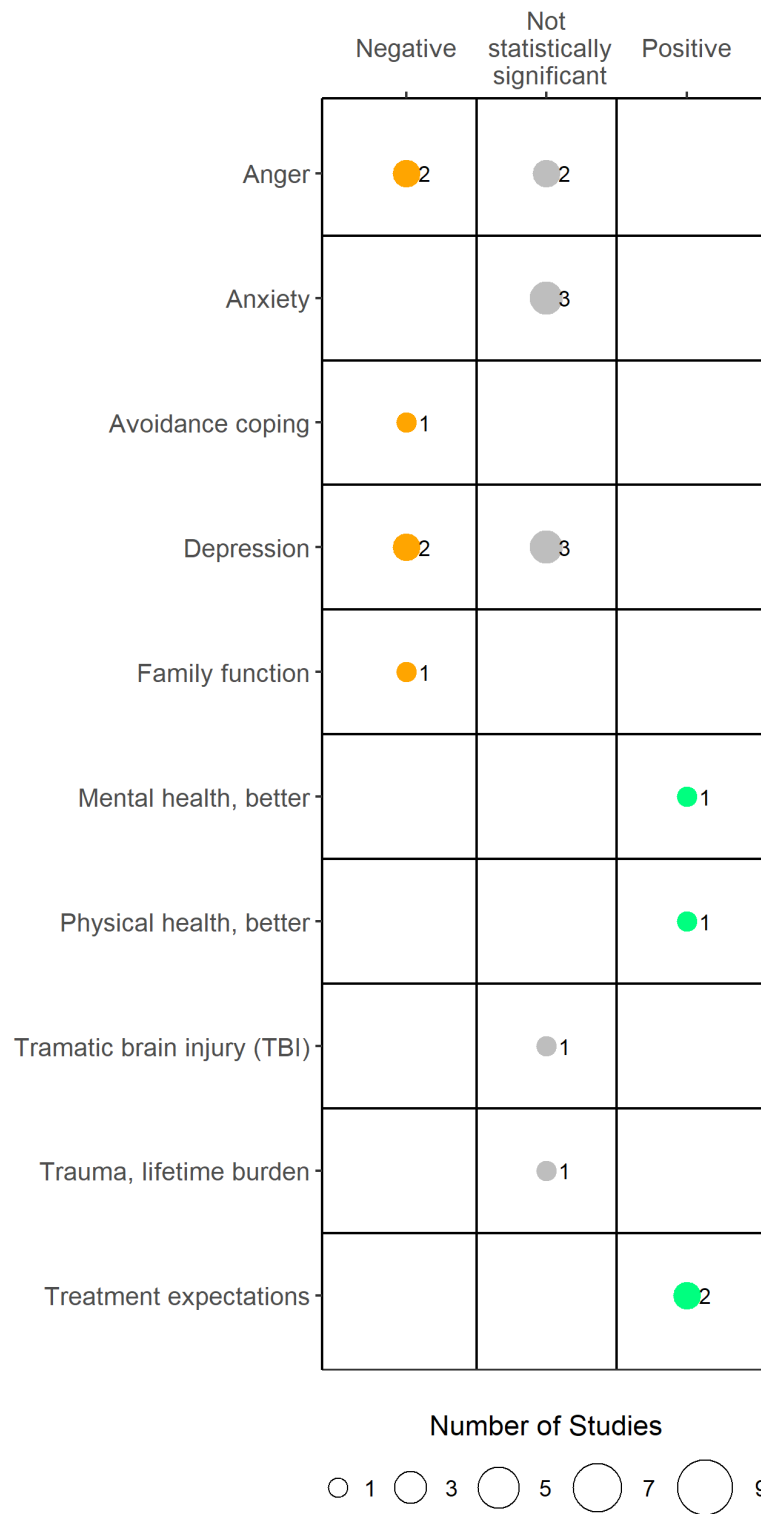 Negative
Not
statistically
significant
Positive
Anger 2 2
Anxiety 3
Avoidance coping 1
Depression 2 3
Family function 1
Mental health, better 1
Physical health, better 1
Tramatic brain injury (TBI) 1
Trauma, lifetime burden 1
Treatment expectations 2
Number of Studies
1 3 5 7 9